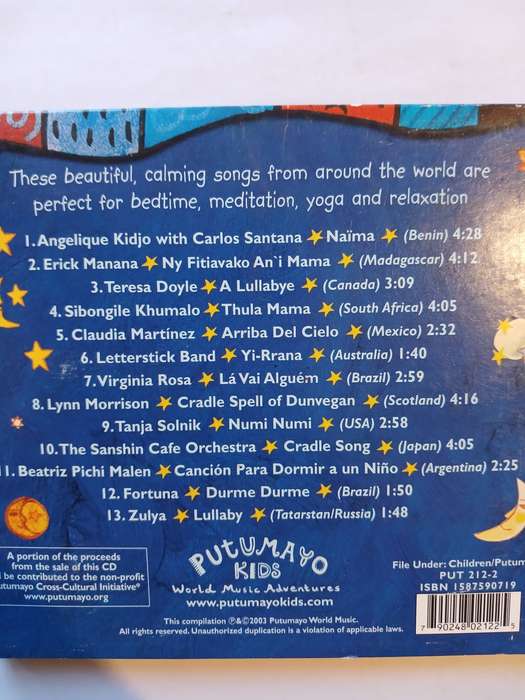 These beautiful, calming songs from around the world are
perfect for bedtime, meditation, yoga and relaxation
1. Angelique Kidjo with Carlos Santana ★ Naïma ★ (Benin) 4:28
2. Erick Manana ★ Ny Fitiavako An`i Mama ★ (Madagascar) 4:12
3. Teresa Doyle ★ A Lullabye ★ (Canada) 3:09
4. Sibongile Khumalo ★ Thula Mama ★ (South Africa) 4:05
5. Claudia Martínez ★ Arriba Del Cielo ★ (Mexico) 2:32
6. Letterstick Band ★ Yi-Rrana ★ (Australia) 1:40
7. Virginia Rosa ★ Lá Vai Alguém ★ (Brazil) 2:59
8. Lynn Morrison ★ Cradle Spell of Dunvegan ★ (Scotland) 4:16
9. Tanja Solnik ★ Numi Numi ★ (USA) 2:58
10. The Sanshin Cafe Orchestra ★ Cradle Song ★ (Japan) 4:05
11. Beatriz Pichi Malen ★ Canción Para Dormir a un Niño ★ (Argentina) 2:25
12. Fortuna ★ Durme Durme ★ (Brazil) 1:50
13. Zulya ★ Lullaby ★ (Tatarstan/Russia) 1:48
A portion of the proceeds
from the sale of this CD
be contributed to the non-profit
utumayo Cross-Cultural Initiative®
www.putumayo.org
PUTUMAYO
KIDS
World Music Adventures
www.putumayokids.com
File Under: Children/Putum
PUT 212-2
ISBN 1587590719
7 90248 02122 5
This compilation ℗&©2003 Putumayo World Music.
All rights reserved. Unauthorized duplication is a violation of applicable laws.